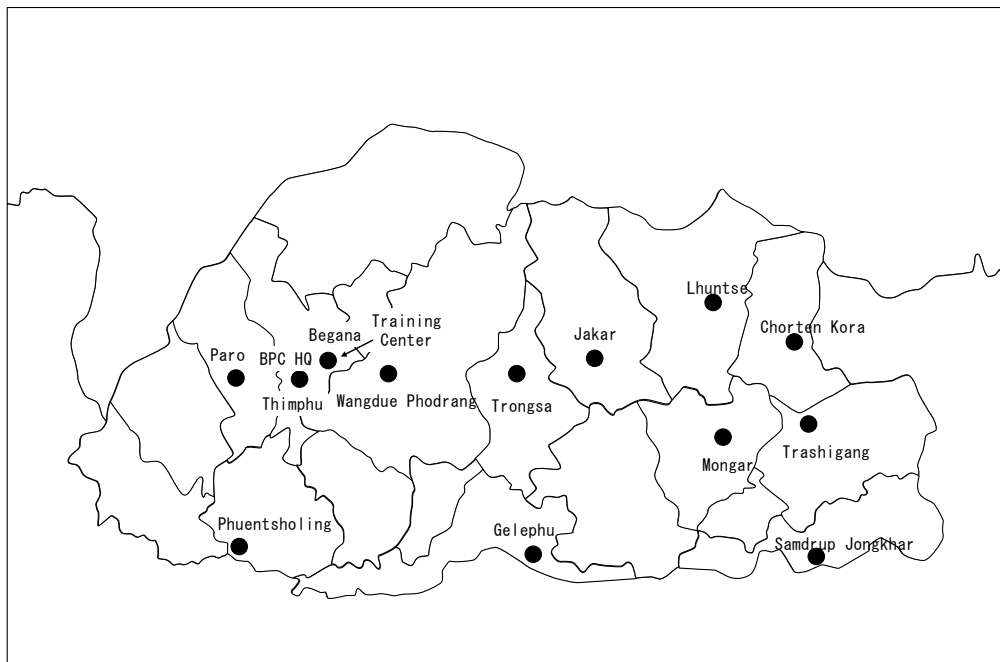 Lhuntse
Chorten Kora
Training
Center
Begana
Jakar
Paro
BPC HQ
Thimphu
Wangdue Phodrang
Trongsa
Mongar
Trashigang
Phuentsholing
Gelephu
Samdrup Jongkhar